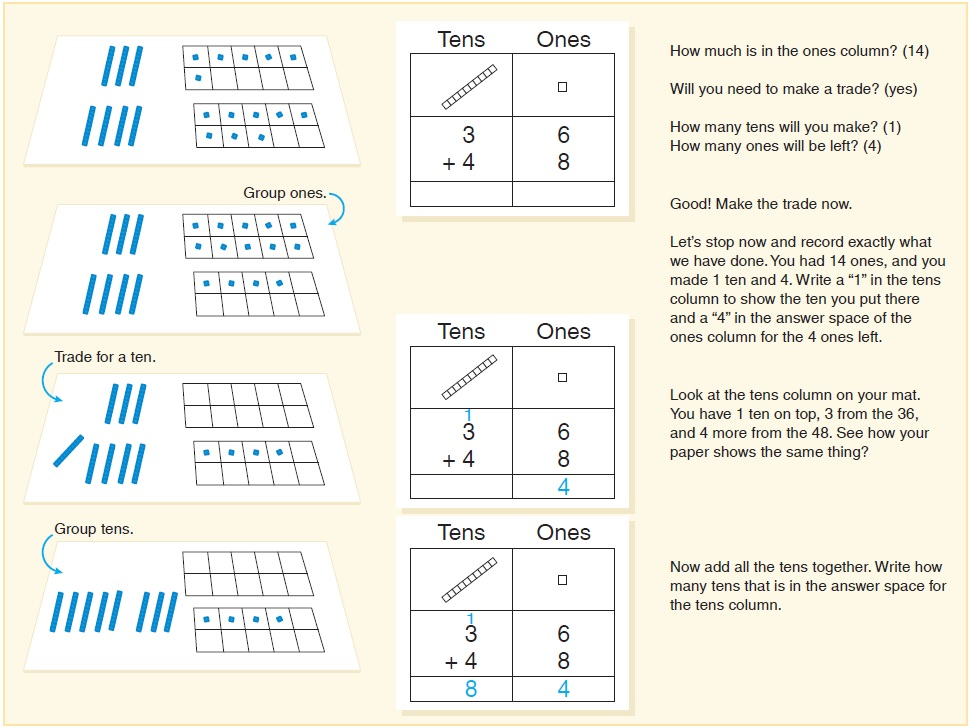 Tens Ones
3 6
+ 4 8
How much is in the ones column? (14)
Will you need to make a trade? (yes)
How many tens will you make? (1)
How many ones will be left? (4)
Group ones.
Good! Make the trade now.
Let’s stop now and record exactly what
we have done. You had 14 ones, and you
made 1 ten and 4. Write a “1” in the tens
column to show the ten you put there
and a “4” in the answer space of the
ones column for the 4 ones left.
Trade for a ten.
Tens Ones
1
3 6
+ 4 8
4
Look at the tens column on your mat.
You have 1 ten on top, 3 from the 36,
and 4 more from the 48. See how your
paper shows the same thing?
Group tens.
Tens Ones
1
3 6
+ 4 8
8 4
Now add all the tens together. Write how
many tens that is in the answer space for
the tens column.